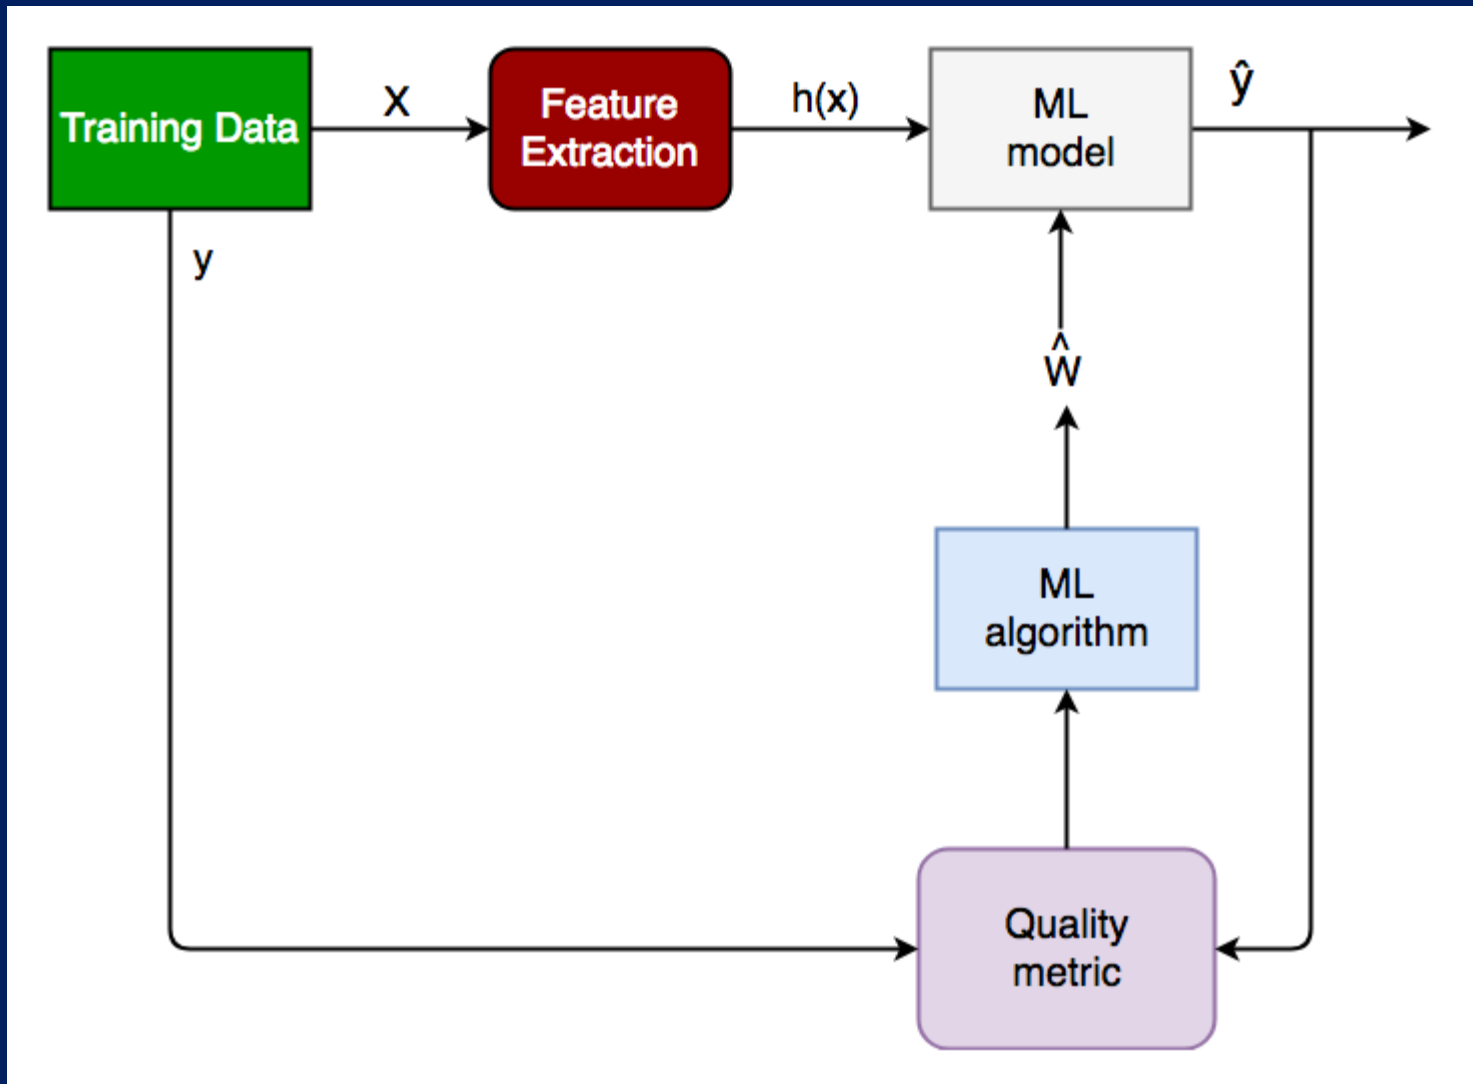 Training Data
X
Feature
Extraction
h(x)
ML
model
ŷ
y
ŵ
ML
algorithm
Quality
metric